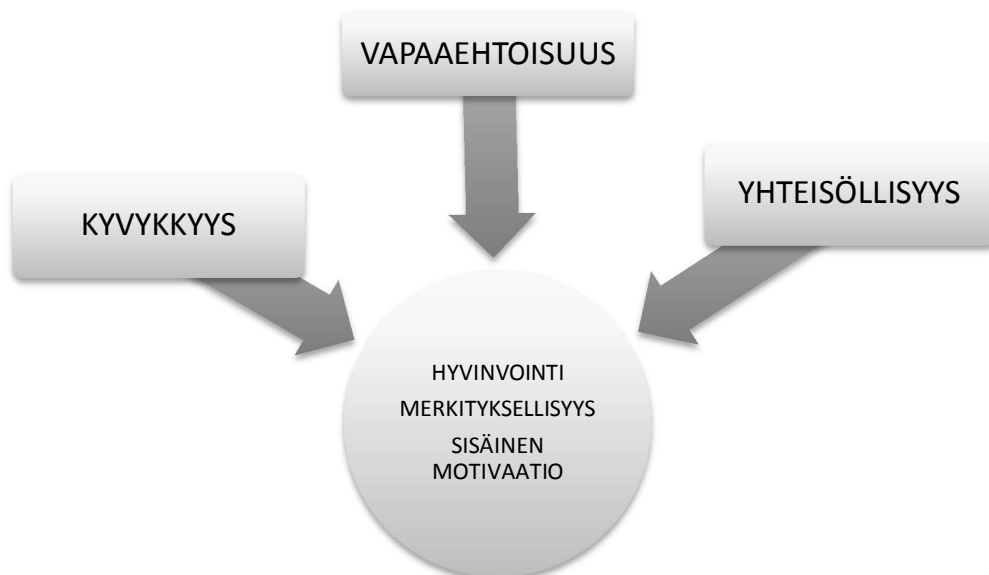 VAPAAEHTOISUUS
KYVYKKYYS
YHTEISÖLLISYYS
HYVINVOINTI
MERKITYKSELLISYYS
SISÄINEN
MOTIVAATIO